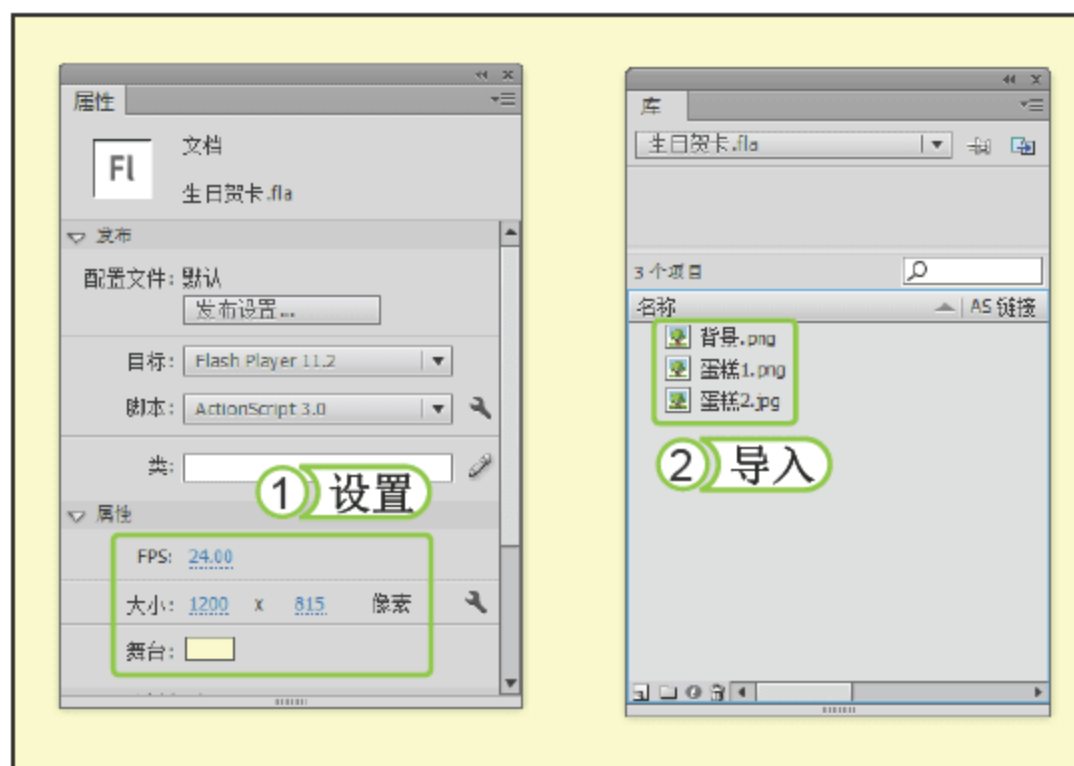 属性
Fl
文档
生日贺卡.fla
发布
配置文件: 默认
发布设置...
目标: Flash Player 11.2
脚本: ActionScript 3.0
类:
1 设置
属性
FPS: 24.00
大小: 1200 x 815 像素
舞台:
库
生日贺卡.fla
3 个项目
名称 AS 链接
背景.png
蛋糕1.png
蛋糕2.jpg
2 导入